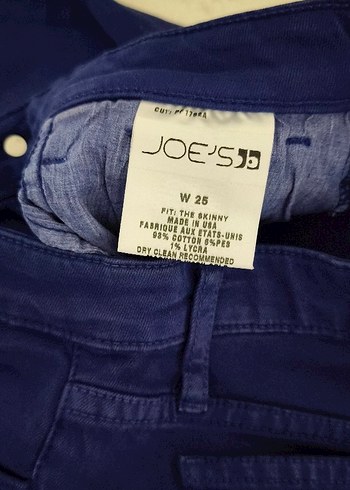 JOE'S
W 25
FIT: THE SKINNY
MADE IN USA
FABRIQUE AUX ETATS-UNIS
93% COTTON 6%PES
1% LYCRA
DRY CLEAN RECOMMENDED